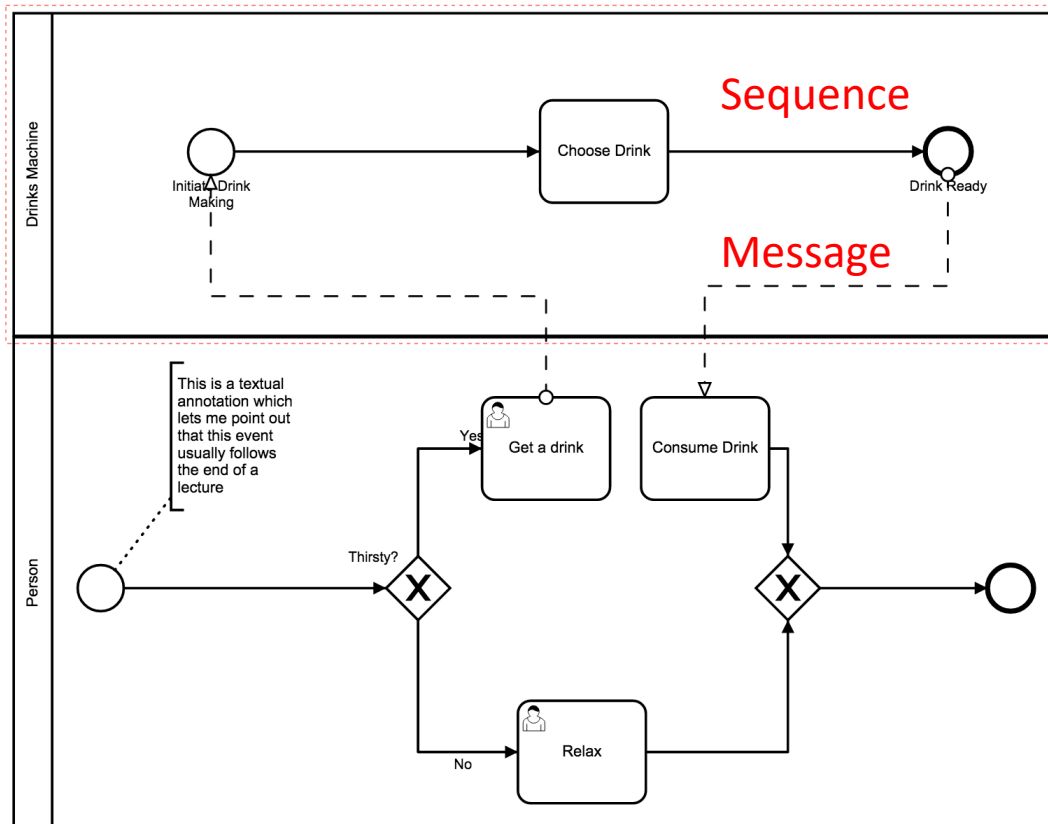 Drinks Machine
Sequence
Choose Drink
Initiate Drink
Making
Drink Ready
Message
Person
This is a textual
annotation which
lets me point out
that this event
usually follows
the end of a
lecture
Yes
Get a drink
Consume Drink
Thirsty?
X
X
No
Relax